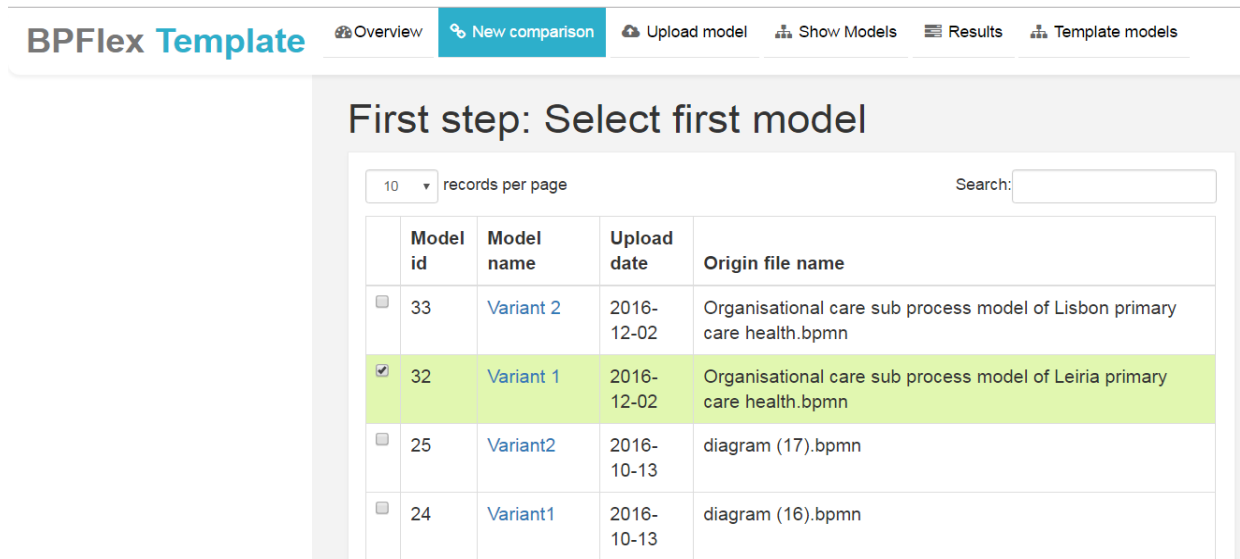 BPFlex Template
Overview
New comparison
Upload model
Show Models
Results
Template models
First step: Select first model
10 records per page
Search:
Model id
Model name
Upload date
Origin file name
33
Variant 2
2016-
12-02
Organisational care sub process model of Lisbon primary
care health.bpmn
32
Variant 1
2016-
12-02
Organisational care sub process model of Leiria primary
care health.bpmn
25
Variant2
2016-
10-13
diagram (17).bpmn
24
Variant1
2016-
10-13
diagram (16).bpmn